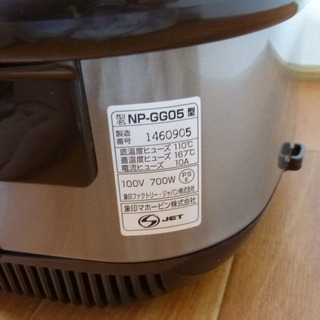 型名 NP-GG05 型
製造番号 1460905
底温度ヒューズ 110℃
蓋温度ヒューズ 167℃
電流ヒューズ 10A
100V 700W PSE
象印ファクトリー・ジャパン株式会社
象印マホービン株式会社
S JET